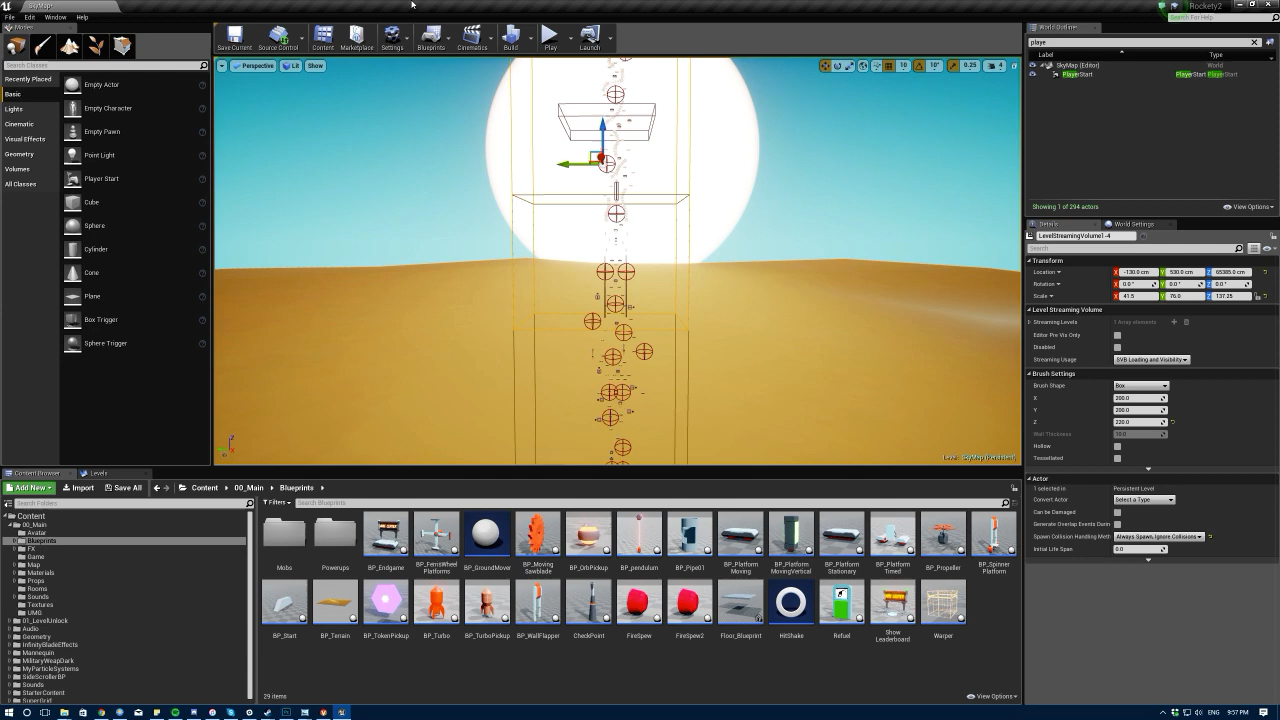 SkyMap
Rockety2
File Edit Window Help
Search For Help
Modes
Search Classes
Recently Placed
Basic
Lights
Cinematic
Visual Effects
Geometry
Volumes
All Classes
Empty Actor
Empty Character
Empty Pawn
Point Light
Player Start
Cube
Sphere
Cylinder
Cone
Plane
Box Trigger
Sphere Trigger
Save Current Source Control Content Marketplace Settings Blueprints Cinematics Build Play Launch
Perspective Lit Show
10 10° 0.25 4
Level: SkyMap (Persistent)
World Outliner
playe
Label Type
SkyMap (Editor) World
PlayerStart PlayerStart PlayerStart
Showing 1 of 294 actors
View Options
Details World Settings
LevelStreamingVolume1-4
Search
Transform
Location -130.0 cm 530.0 cm 65385.0 cm
Rotation 0.0 ° 0.0 ° 0.0 °
Scale 41.5 76.0 137.25
Level Streaming Volume
Streaming Levels 1 Array elements
Editor Pre Vis Only
Disabled
Streaming Usage SVB Loading and Visibility
Brush Settings
Brush Shape Box
X 200.0
Y 200.0
Z 220.0
Wall Thickness 10.0
Hollow
Tessellated
Actor
1 selected in Persistent Level
Convert Actor Select a Type
Can be Damaged
Generate Overlap Events Durin
Spawn Collision Handling Meth Always Spawn, Ignore Collisions
Initial Life Span 0.0
Content Browser Levels
Add New Import Save All Content 00_Main Blueprints
Search Folders
Filters Search Blueprints
Content
00_Main
Avatar
Blueprints
FX
Game
Map
Materials
Props
Rooms
Sounds
Textures
UMG
01_LevelUnlock
Audio
Geometry
InfinityBladeEffects
Mannequin
MilitaryWeapDark
MyParticleSystems
SideScrollerBP
Sounds
StarterContent
SuperGrid
Mobs
Powerups
BP_Endgame
BP_FerrisWheel Platforms
BP_GroundMover
BP_Moving Sawblade
BP_OrbPickup
BP_pendulum
BP_Pipe01
BP_Platform Moving
BP_Platform MovingVertical
BP_Platform Stationary
BP_Platform Timed
BP_Propeller
BP_Spinner Platform
BP_Start
BP_Terrain
BP_TokenPickup
BP_Turbo
BP_TurboPickup
BP_WallFlapper
CheckPoint
FireSpew
FireSpew2
Floor_Blueprint
HitShake
Refuel
Show Leaderboard
Warper
29 items
View Options
ENG 9:57 PM